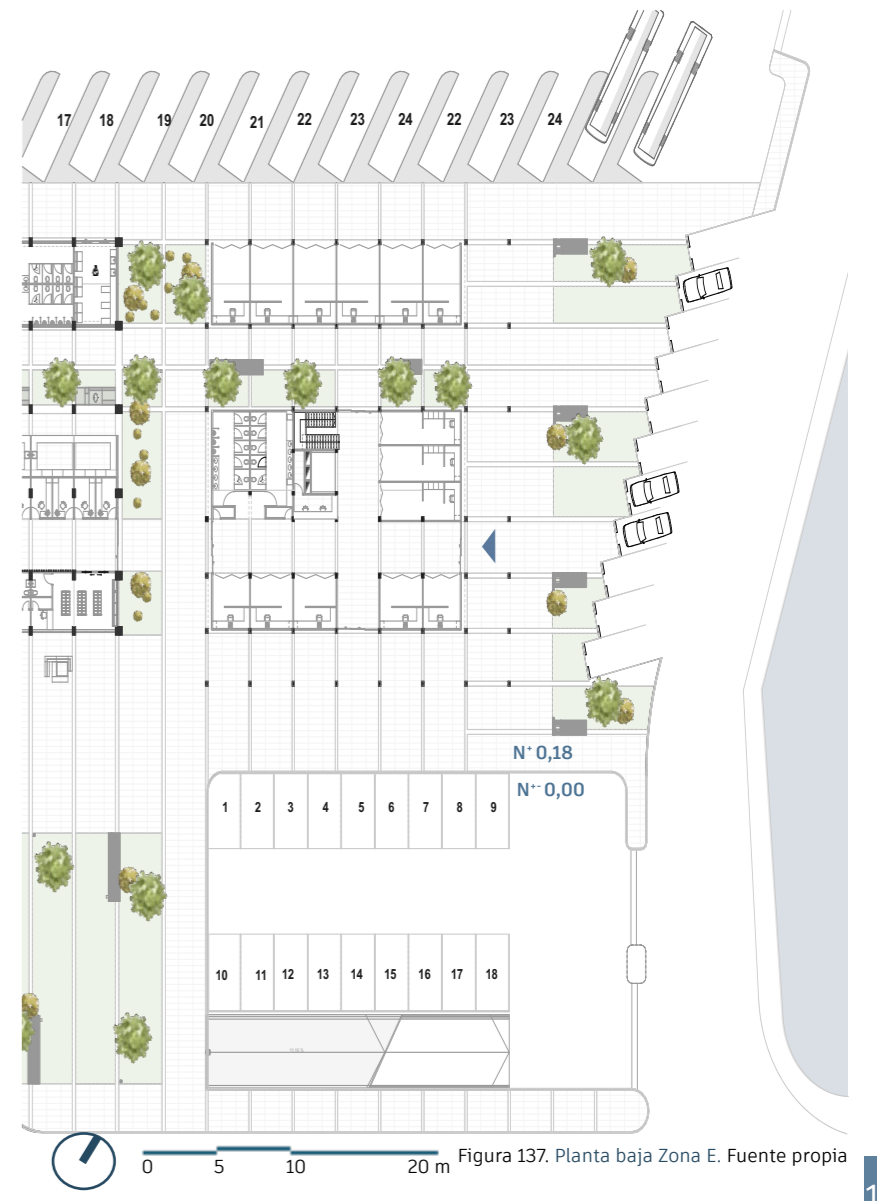 17 18 19 20 21 22 23 24 22 23 24
N+ 0,18
N+- 0,00
1 2 3 4 5 6 7 8 9
10 11 12 13 14 15 16 17 18
0 5 10 20 m
Figura 137. Planta baja Zona E. Fuente propia
1